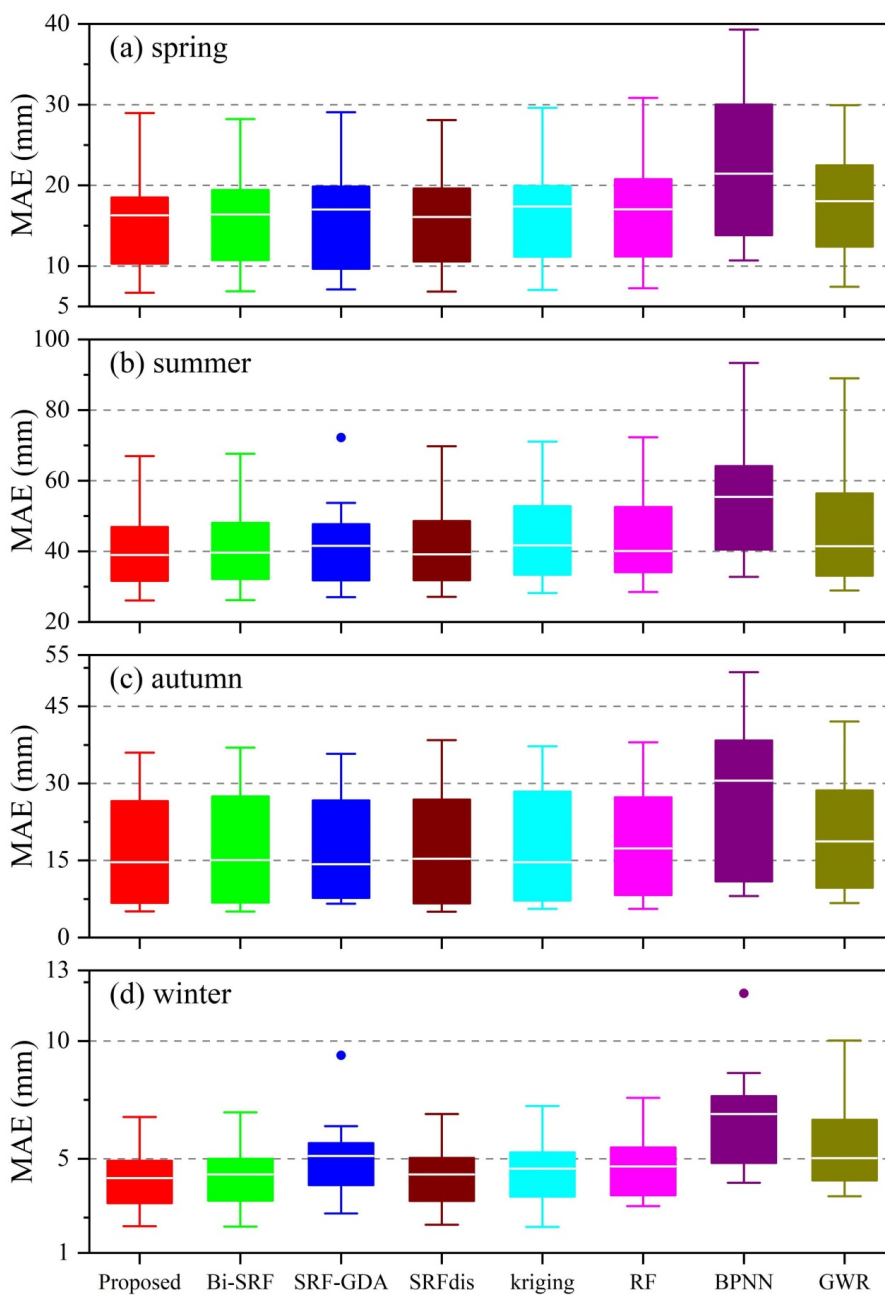 40
(a) spring
30
MAE (mm)
20
10
5
100
(b) summer
80
MAE (mm)
60
40
20
55
(c) autumn
45
MAE (mm)
30
15
0
13
(d) winter
10
MAE (mm)
5
1
Proposed Bi-SRF SRF-GDA SRFdis kriging RF BPNN GWR